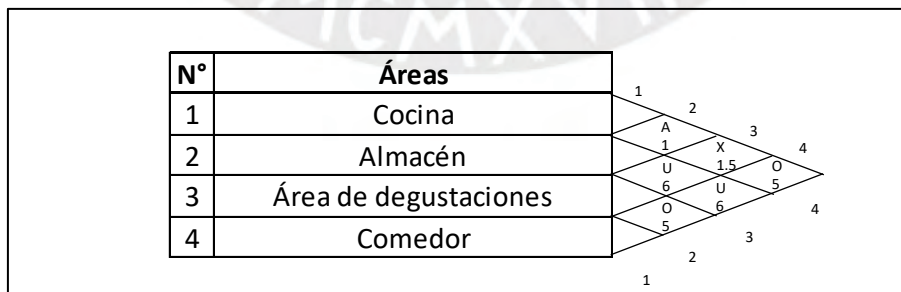 MCMXVII
N° Áreas
1 Cocina
2 Almacén
3 Área de degustaciones
4 Comedor
1
2
3
4
A
1
X
1.5
O
5
U
6
U
6
O
5
4
3
2
1